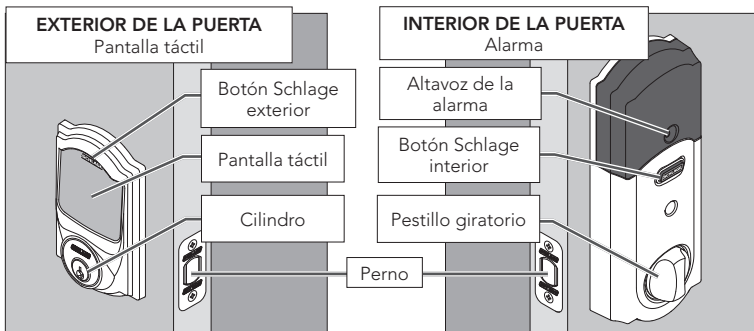 EXTERIOR DE LA PUERTA
Pantalla táctil
Botón Schlage
exterior
Pantalla táctil
Cilindro
INTERIOR DE LA PUERTA
Alarma
Altavoz de la
alarma
Botón Schlage
interior
Pestillo giratorio
Perno